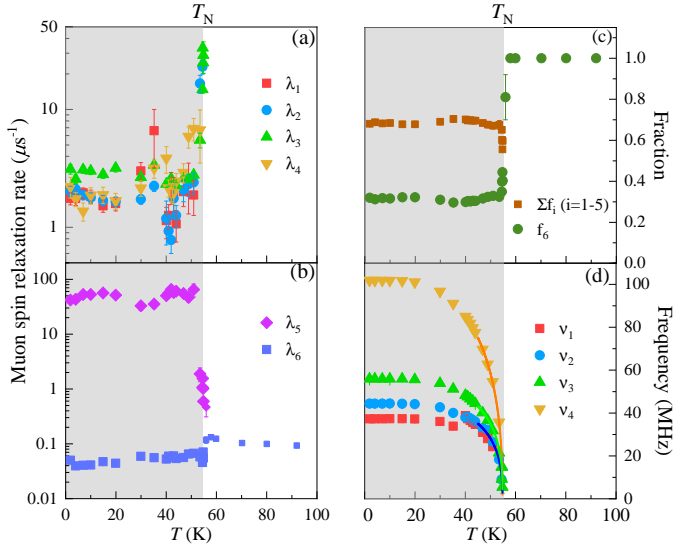 T_N
T_N
(a)
λ₁
λ₂
λ₃
λ₄
10
1
(b)
λ₅
λ₆
100
10
1
0.1
0.01
0 20 40 60 80 100
T (K)
Muon spin relaxation rate (μs⁻¹)
(c)
1.0
0.8
0.6
0.4
0.2
0.0
Fraction
Σfᵢ (i=1-5)
f₆
(d)
ν₁
ν₂
ν₃
ν₄
100
80
60
40
20
0
Frequency (MHz)
0 20 40 60 80 100
T (K)